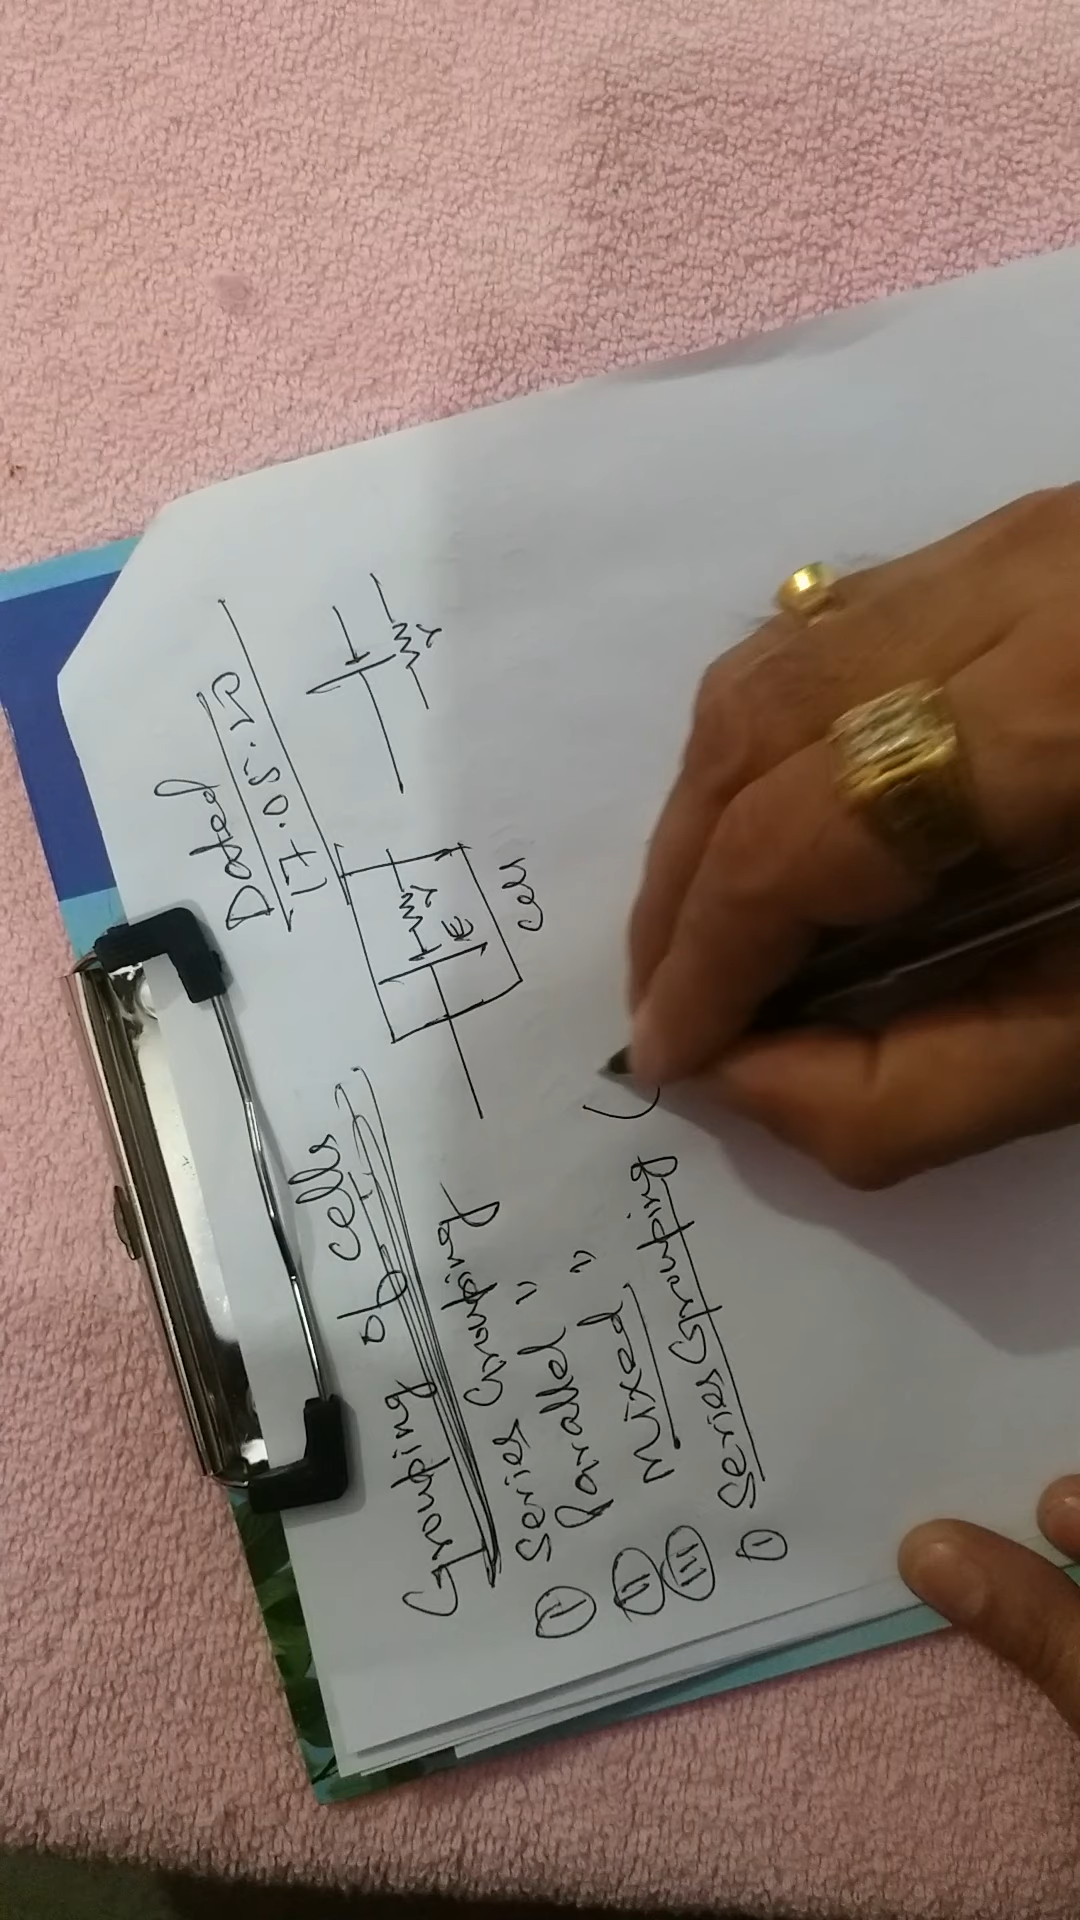 Dated
17.05.25
Grouping of cells
r
E r
cell
(I) Series Grouping
(II) Parallel "
(III) Mixed "
(I) Series Grouping (